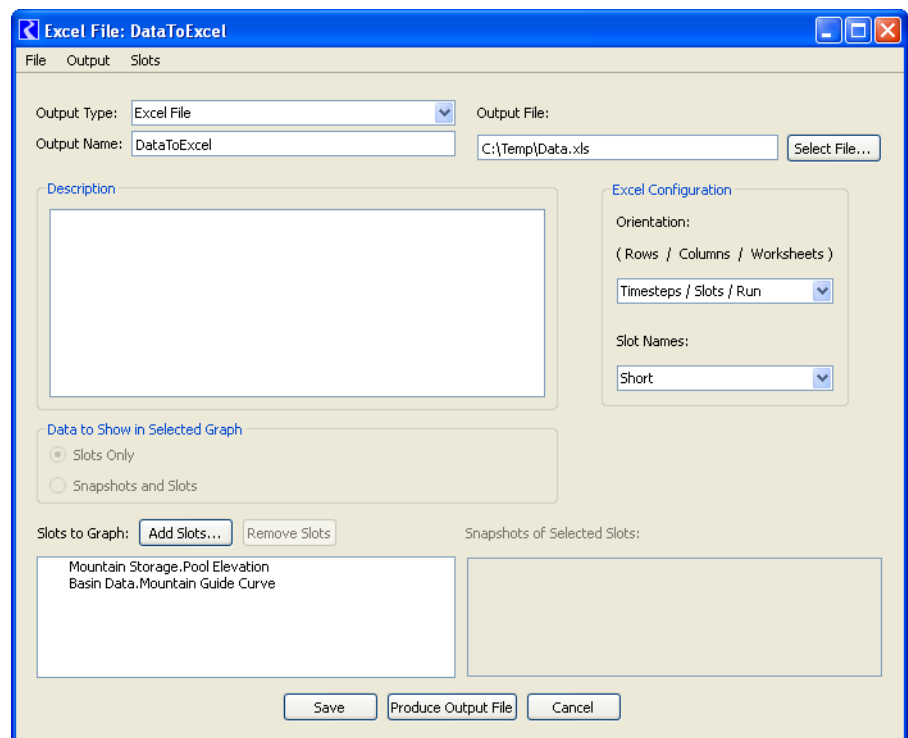 Excel File: DataToExcel
File Output Slots
Output Type: Excel File
Output File:
Output Name: DataToExcel
C:\Temp\Data.xls Select File...
Description
Excel Configuration
Orientation:
( Rows / Columns / Worksheets )
Timesteps / Slots / Run
Slot Names:
Short
Data to Show in Selected Graph
Slots Only
Snapshots and Slots
Slots to Graph: Add Slots... Remove Slots
Snapshots of Selected Slots:
Mountain Storage.Pool Elevation
Basin Data.Mountain Guide Curve
Save Produce Output File Cancel